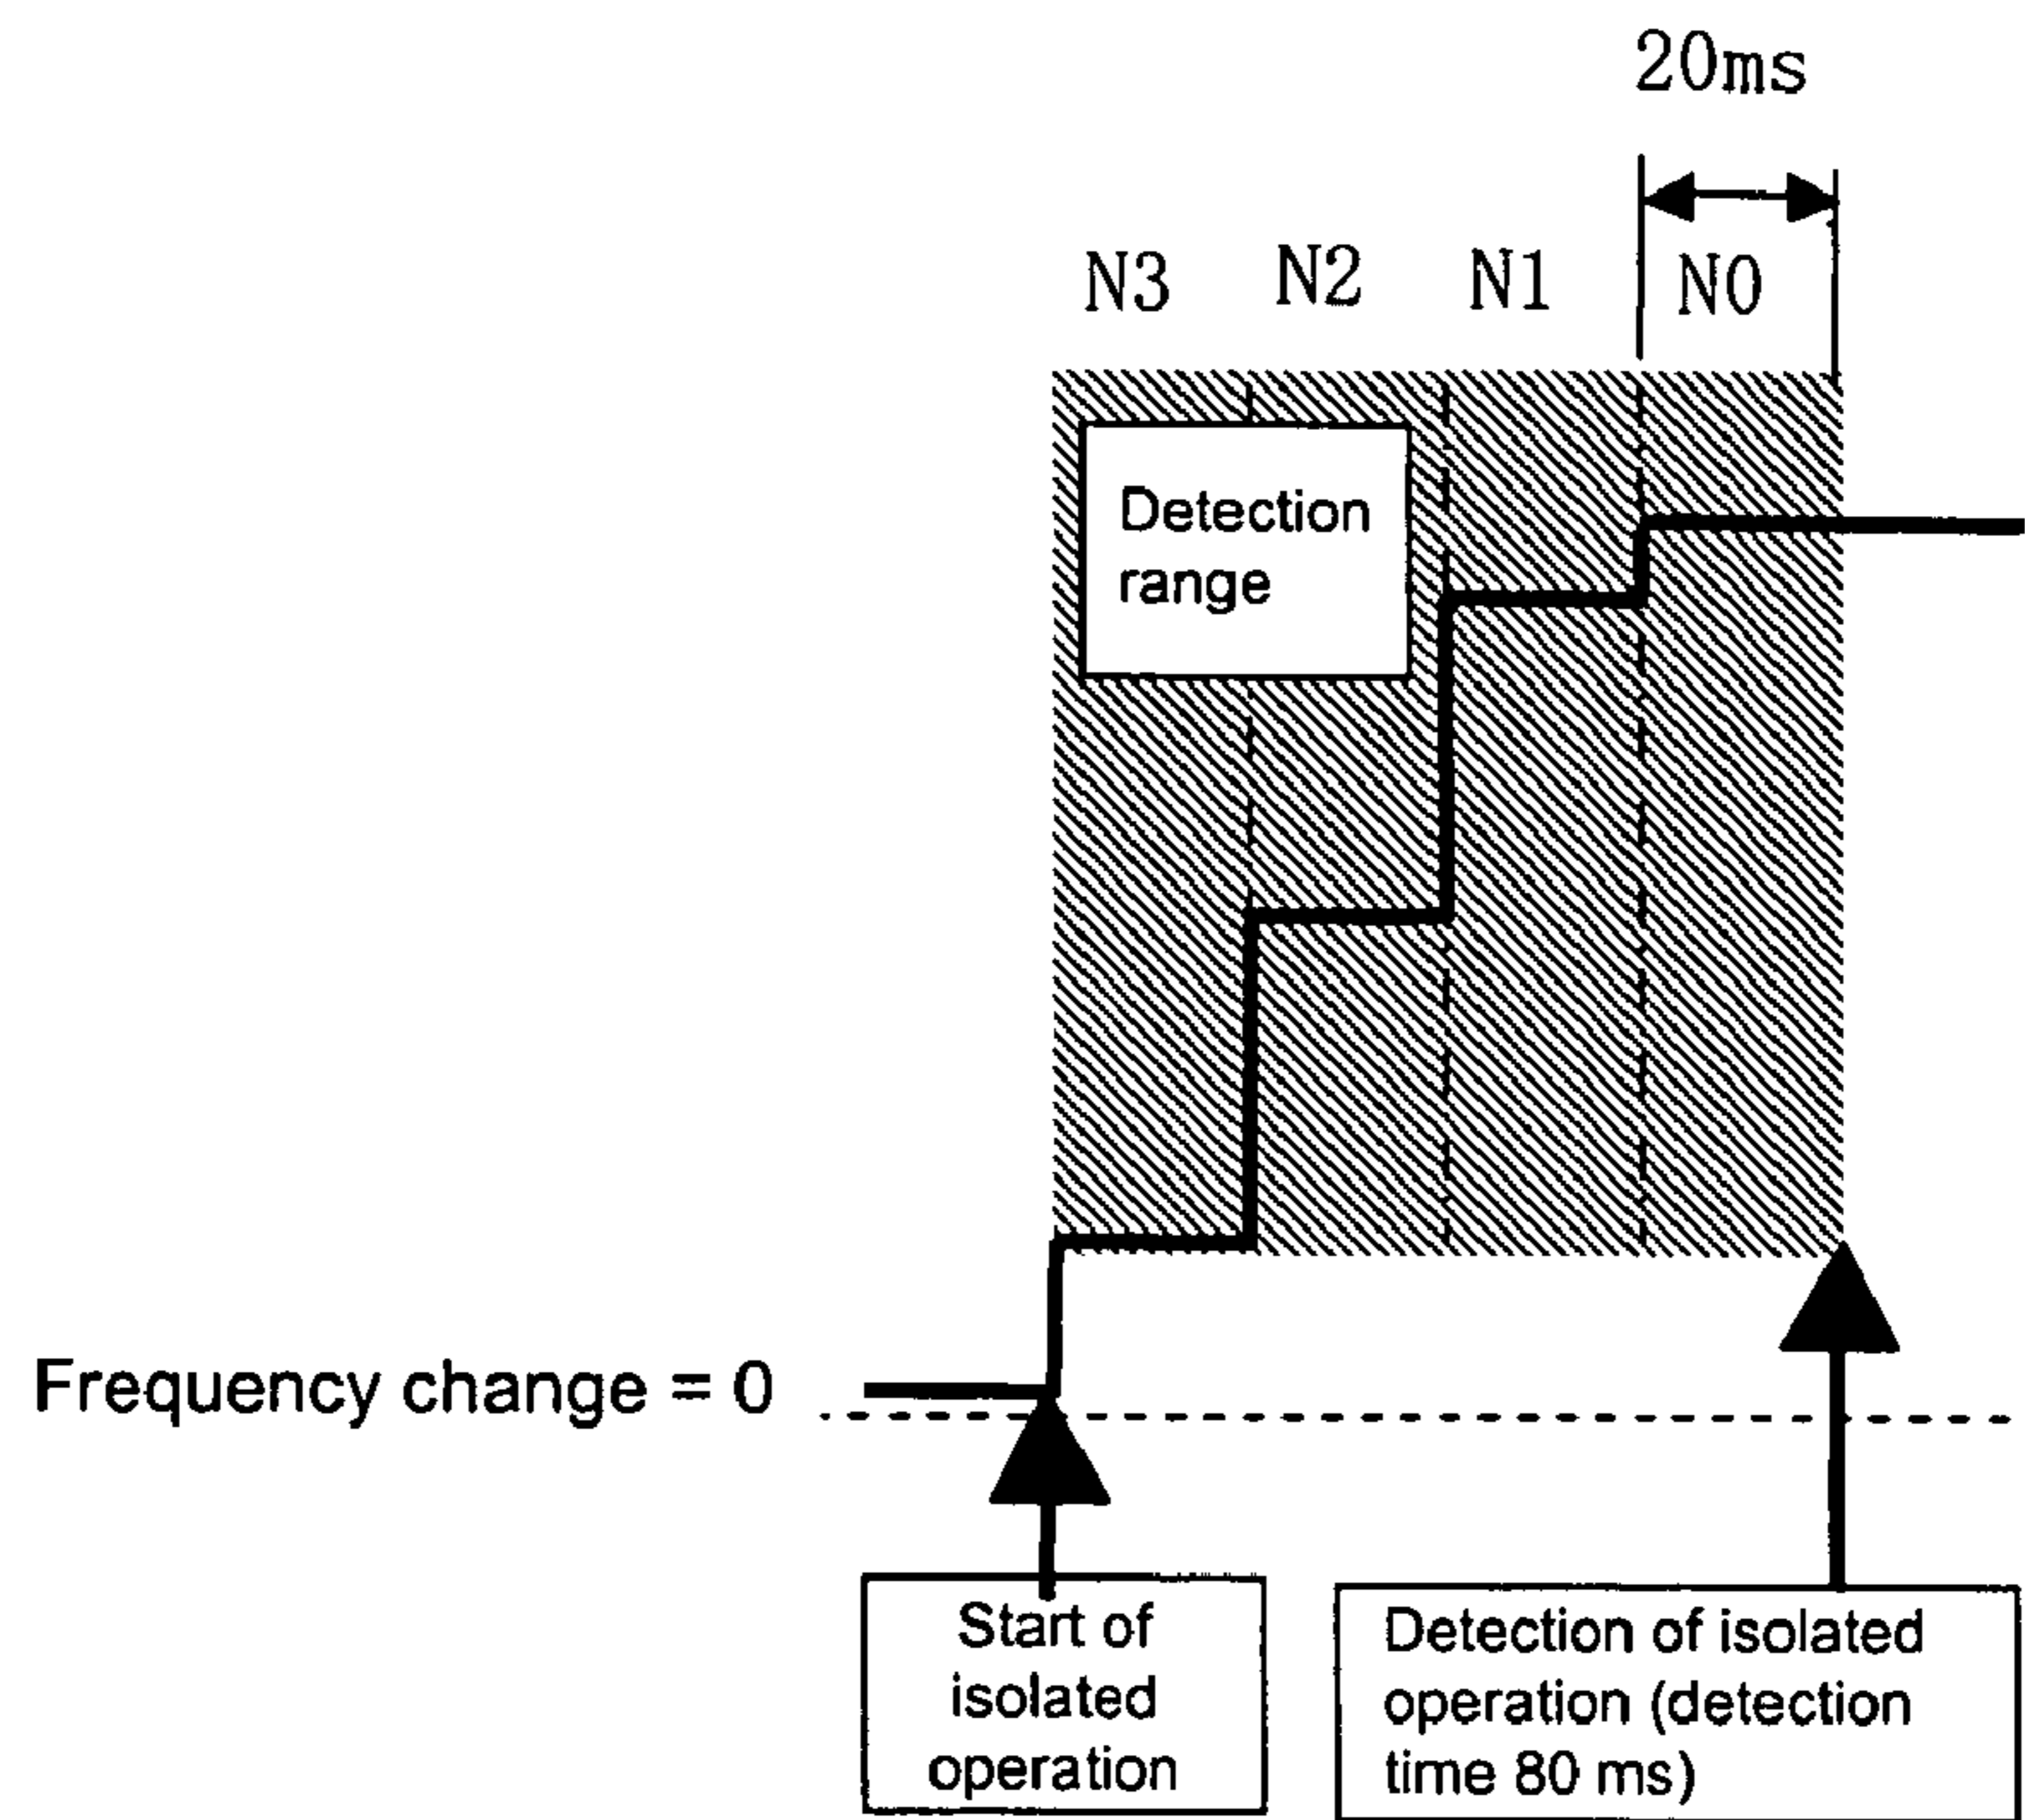 20ms
N3 N2 N1 N0
Detection
range
Frequency change = 0
Start of
isolated
operation
Detection of isolated
operation (detection
time 80 ms)